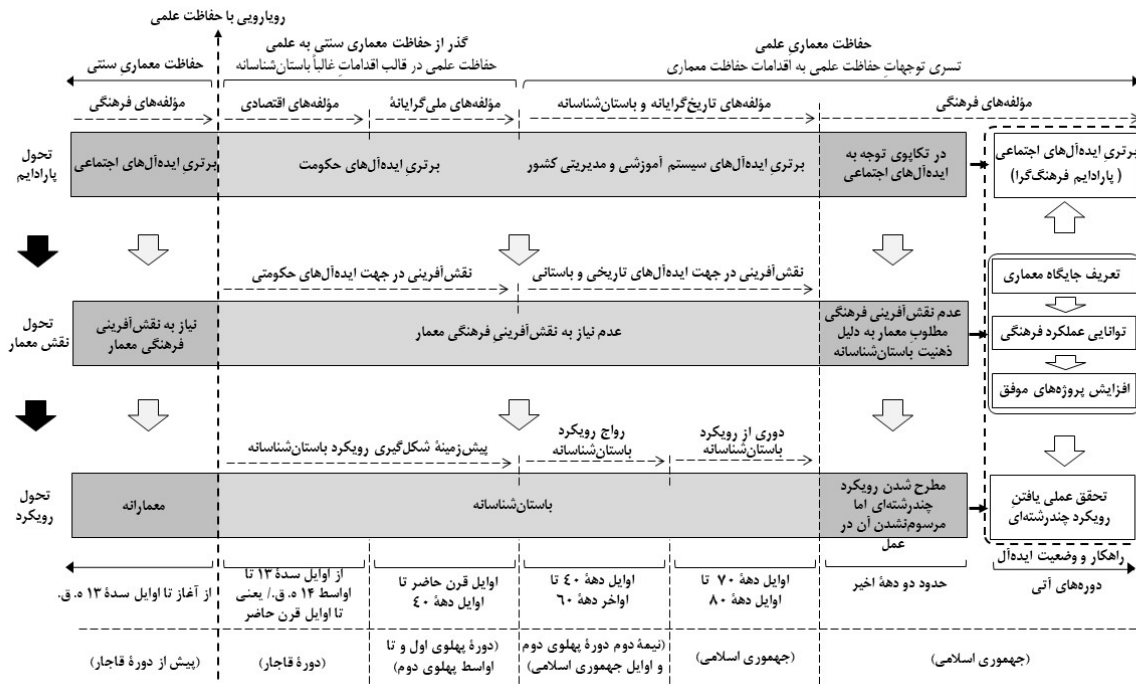 رویارویی با حفاظت علمی
حفاظت معماریِ سنتی
گذر از حفاظت معماری سنتی به علمی
حفاظت علمی در قالب اقداماتِ غالباً باستان‌شناسانه
حفاظت معماریِ علمی
تسری توجهاتِ حفاظت علمی به اقدامات حفاظت معماری
مؤلفه‌های فرهنگی
مؤلفه‌های اقتصادی
مؤلفه‌های ملی‌گرایانهٔ
مؤلفه‌های تاریخ‌گرایانه و باستان‌شناسانه
مؤلفه‌های فرهنگی
تحول
پارادایم
برتریِ ایده‌آل‌های اجتماعی
برتری ایده‌آل‌های حکومت
برتری ایده‌آل‌های سیستم آموزشی و مدیریتی کشور
در تکاپوی توجه به
ایده‌آل‌های اجتماعی
برتریِ ایده‌آل‌های اجتماعی
(پارادایم فرهنگ‌گرا)
نقش‌آفرینی در جهت ایده‌آل‌های حکومتی
نقش‌آفرینی در جهت ایده‌آل‌های تاریخی و باستانی
تحول
نقش معمار
نیاز به نقش‌آفرینی
فرهنگی معمار
عدم نیاز به نقش‌آفرینیِ فرهنگی معمار
عدم نقش‌آفرینی فرهنگی
مطلوبِ معمار به دلیل
ذهنیت باستان‌شناسانه
تعریف جایگاه معماری
توانایی عملکرد فرهنگی
افزایش پروژه‌های موفق
پیش‌زمینهٔ شکل‌گیری رویکرد باستان‌شناسانه
رواج رویکرد
باستان‌شناسانه
دوری از رویکرد
باستان‌شناسانه
تحول
رویکرد
معمارانه
باستان‌شناسانه
مطرح شدن رویکرد
چندرشته‌ای اما
مرسوم‌نشدن آن در
عمل
تحقق عملی یافتنِ
رویکرد چندرشته‌ای
راهکار و وضعیت ایده‌آل
از آغاز تا اوایل سدهٔ ۱۳ ه. ق.
از اوایل سدهٔ ۱۳ تا
اواسط ۱۴ ه. ق./ یعنی
تا اوایل قرن حاضر
اوایل قرن حاضر تا
اوایل دههٔ ۴۰
اوایل دههٔ ۴۰ تا
اواخر دههٔ ۶۰
اوایل دههٔ ۷۰ تا
اوایل دههٔ ۸۰
حدود دو دههٔ اخیر
دوره‌های آتی
(پیش از دورهٔ قاجار)
(دورهٔ قاجار)
(دورهٔ پهلوی اول و تا
اواسط پهلوی دوم)
(نیمهٔ دوم دورهٔ پهلوی دوم
و اوایل جمهوری اسلامی)
(جهموری اسلامی)
(جهموری اسلامی)